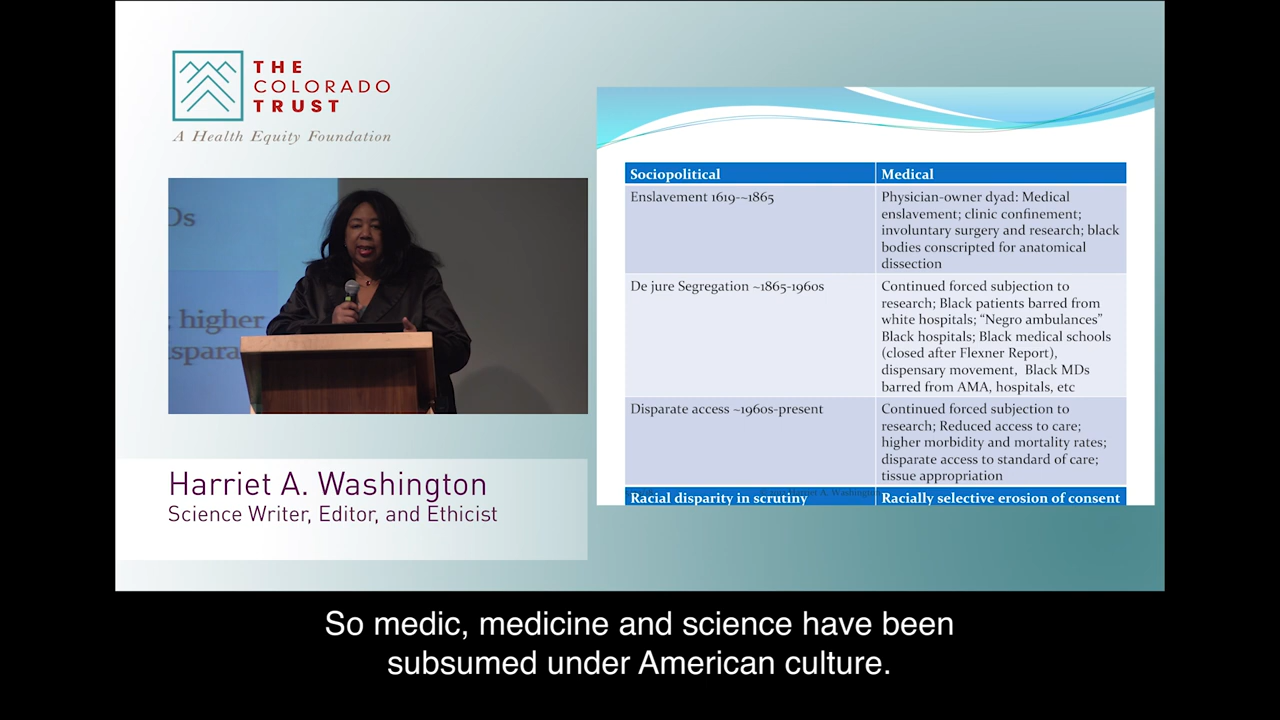 THE
COLORADO
TRUST
A Health Equity Foundation
Os
; higher
spara
Harriet A. Washington
Science Writer, Editor, and Ethicist
Sociopolitical
Medical
Enslavement 1619-~1865
Physician-owner dyad: Medical
enslavement; clinic confinement;
involuntary surgery and research; black
bodies conscripted for anatomical
dissection
De jure Segregation ~1865-1960s
Continued forced subjection to
research; Black patients barred from
white hospitals; “Negro ambulances”
Black hospitals; Black medical schools
(closed after Flexner Report),
dispensary movement, Black MDs
barred from AMA, hospitals, etc
Disparate access ~1960s-present
Continued forced subjection to
research; Reduced access to care;
higher morbidity and mortality rates;
disparate access to standard of care;
tissue appropriation
Racial disparity in scrutiny
A. Washington
Racially selective erosion of consent
So medic, medicine and science have been
subsumed under American culture.